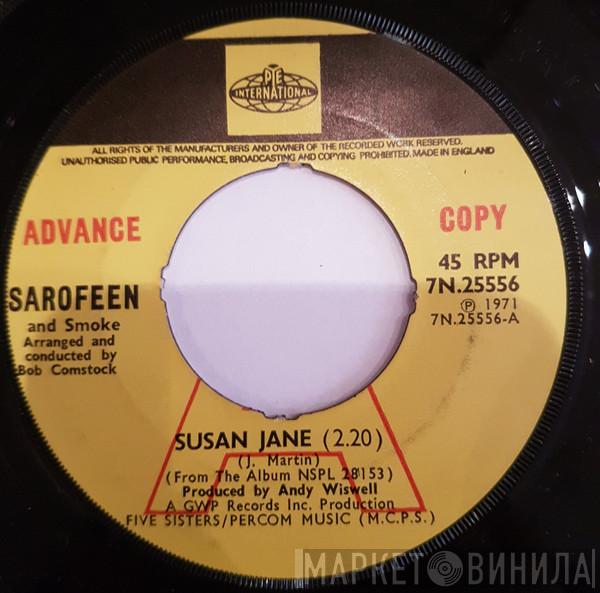 PYE
INTERNATIONAL
ALL RIGHTS OF THE MANUFACTURERS AND OWNER OF THE RECORDED WORK RESERVED.
UNAUTHORISED PUBLIC PERFORMANCE, BROADCASTING AND COPYING PROHIBITED. MADE IN ENGLAND
ADVANCE
COPY
SAROFEEN
and Smoke
Arranged and
conducted by
Bob Comstock
45 RPM
7N.25556
Ⓟ 1971
7N.25556-A
A
SUSAN JANE (2.20)
(J. Martin)
(From The Album NSPL 28153)
Produced by Andy Wiswell
A GWP Records Inc. Production
FIVE SISTERS/PERCOM MUSIC (M.C.P.S.)
МАРКЕТ ВИНИЛА